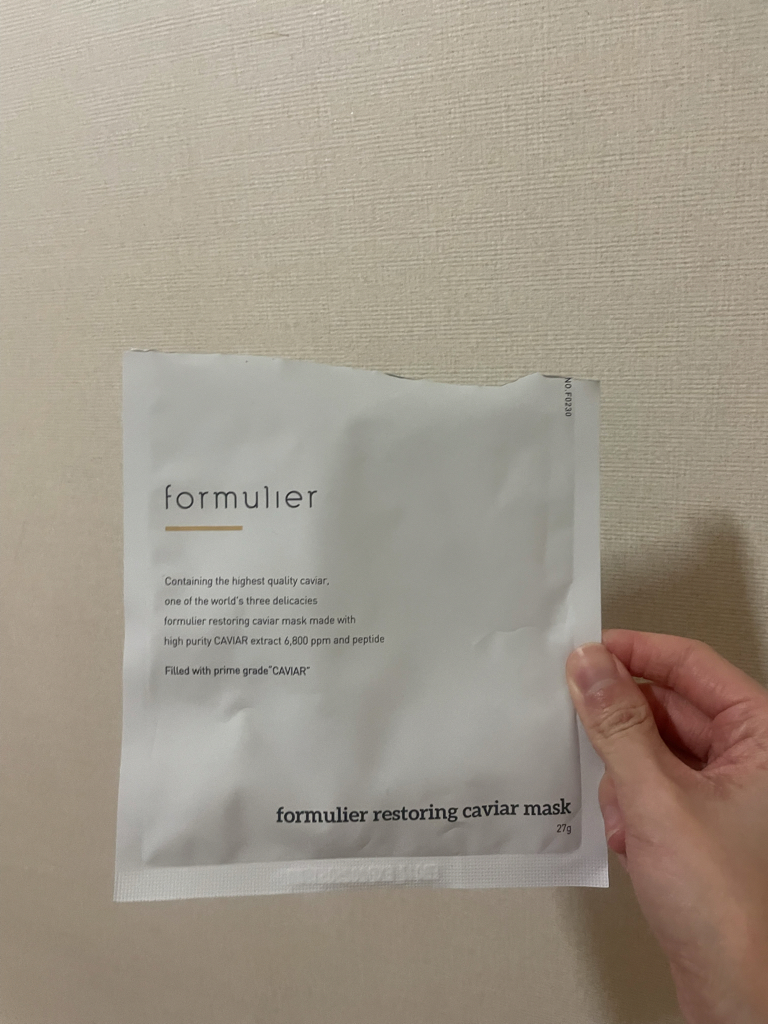 NO. F0230
formulier
Containing the highest quality caviar,
one of the world's three delicacies
formulier restoring caviar mask made with
high purity CAVIAR extract 6,800 ppm and peptide
Filled with prime grade"CAVIAR"
formulier restoring caviar mask
27g